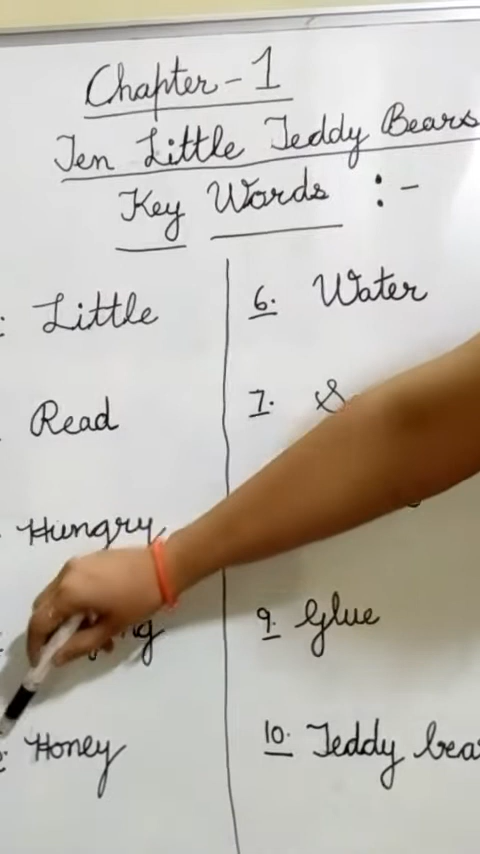 Chapter - 1
Ten Little Teddy Bears
Key Words :-
Little
Read
Hungry
Honey
6. Water
7.
9. Glue
10. Teddy